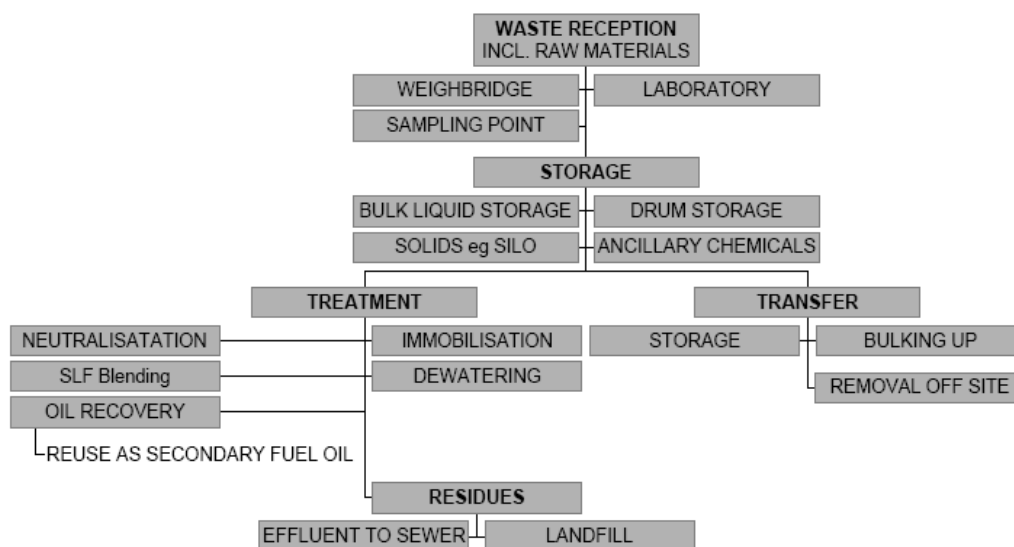 WASTE RECEPTION
INCL. RAW MATERIALS
WEIGHBRIDGE
LABORATORY
SAMPLING POINT
STORAGE
BULK LIQUID STORAGE
DRUM STORAGE
SOLIDS eg SILO
ANCILLARY CHEMICALS
TREATMENT
TRANSFER
NEUTRALISATATION
IMMOBILISATION
STORAGE
BULKING UP
SLF Blending
DEWATERING
REMOVAL OFF SITE
OIL RECOVERY
REUSE AS SECONDARY FUEL OIL
RESIDUES
EFFLUENT TO SEWER
LANDFILL